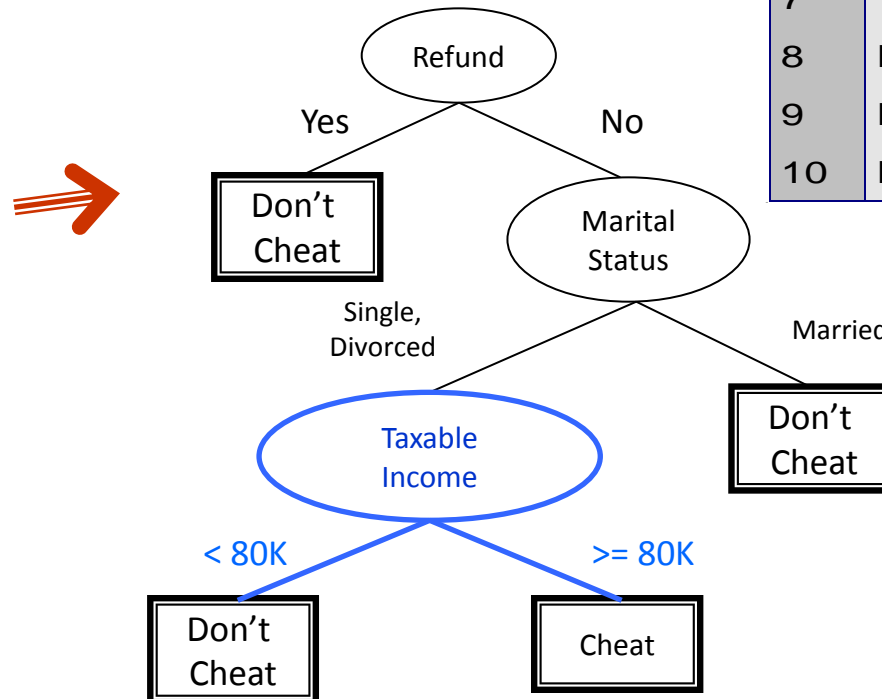 7
8
9
10
Refund
Yes
No
Don't
Cheat
Marital
Status
Single,
Divorced
Married
Don't
Cheat
Taxable
Income
< 80K
>= 80K
Don't
Cheat
Cheat